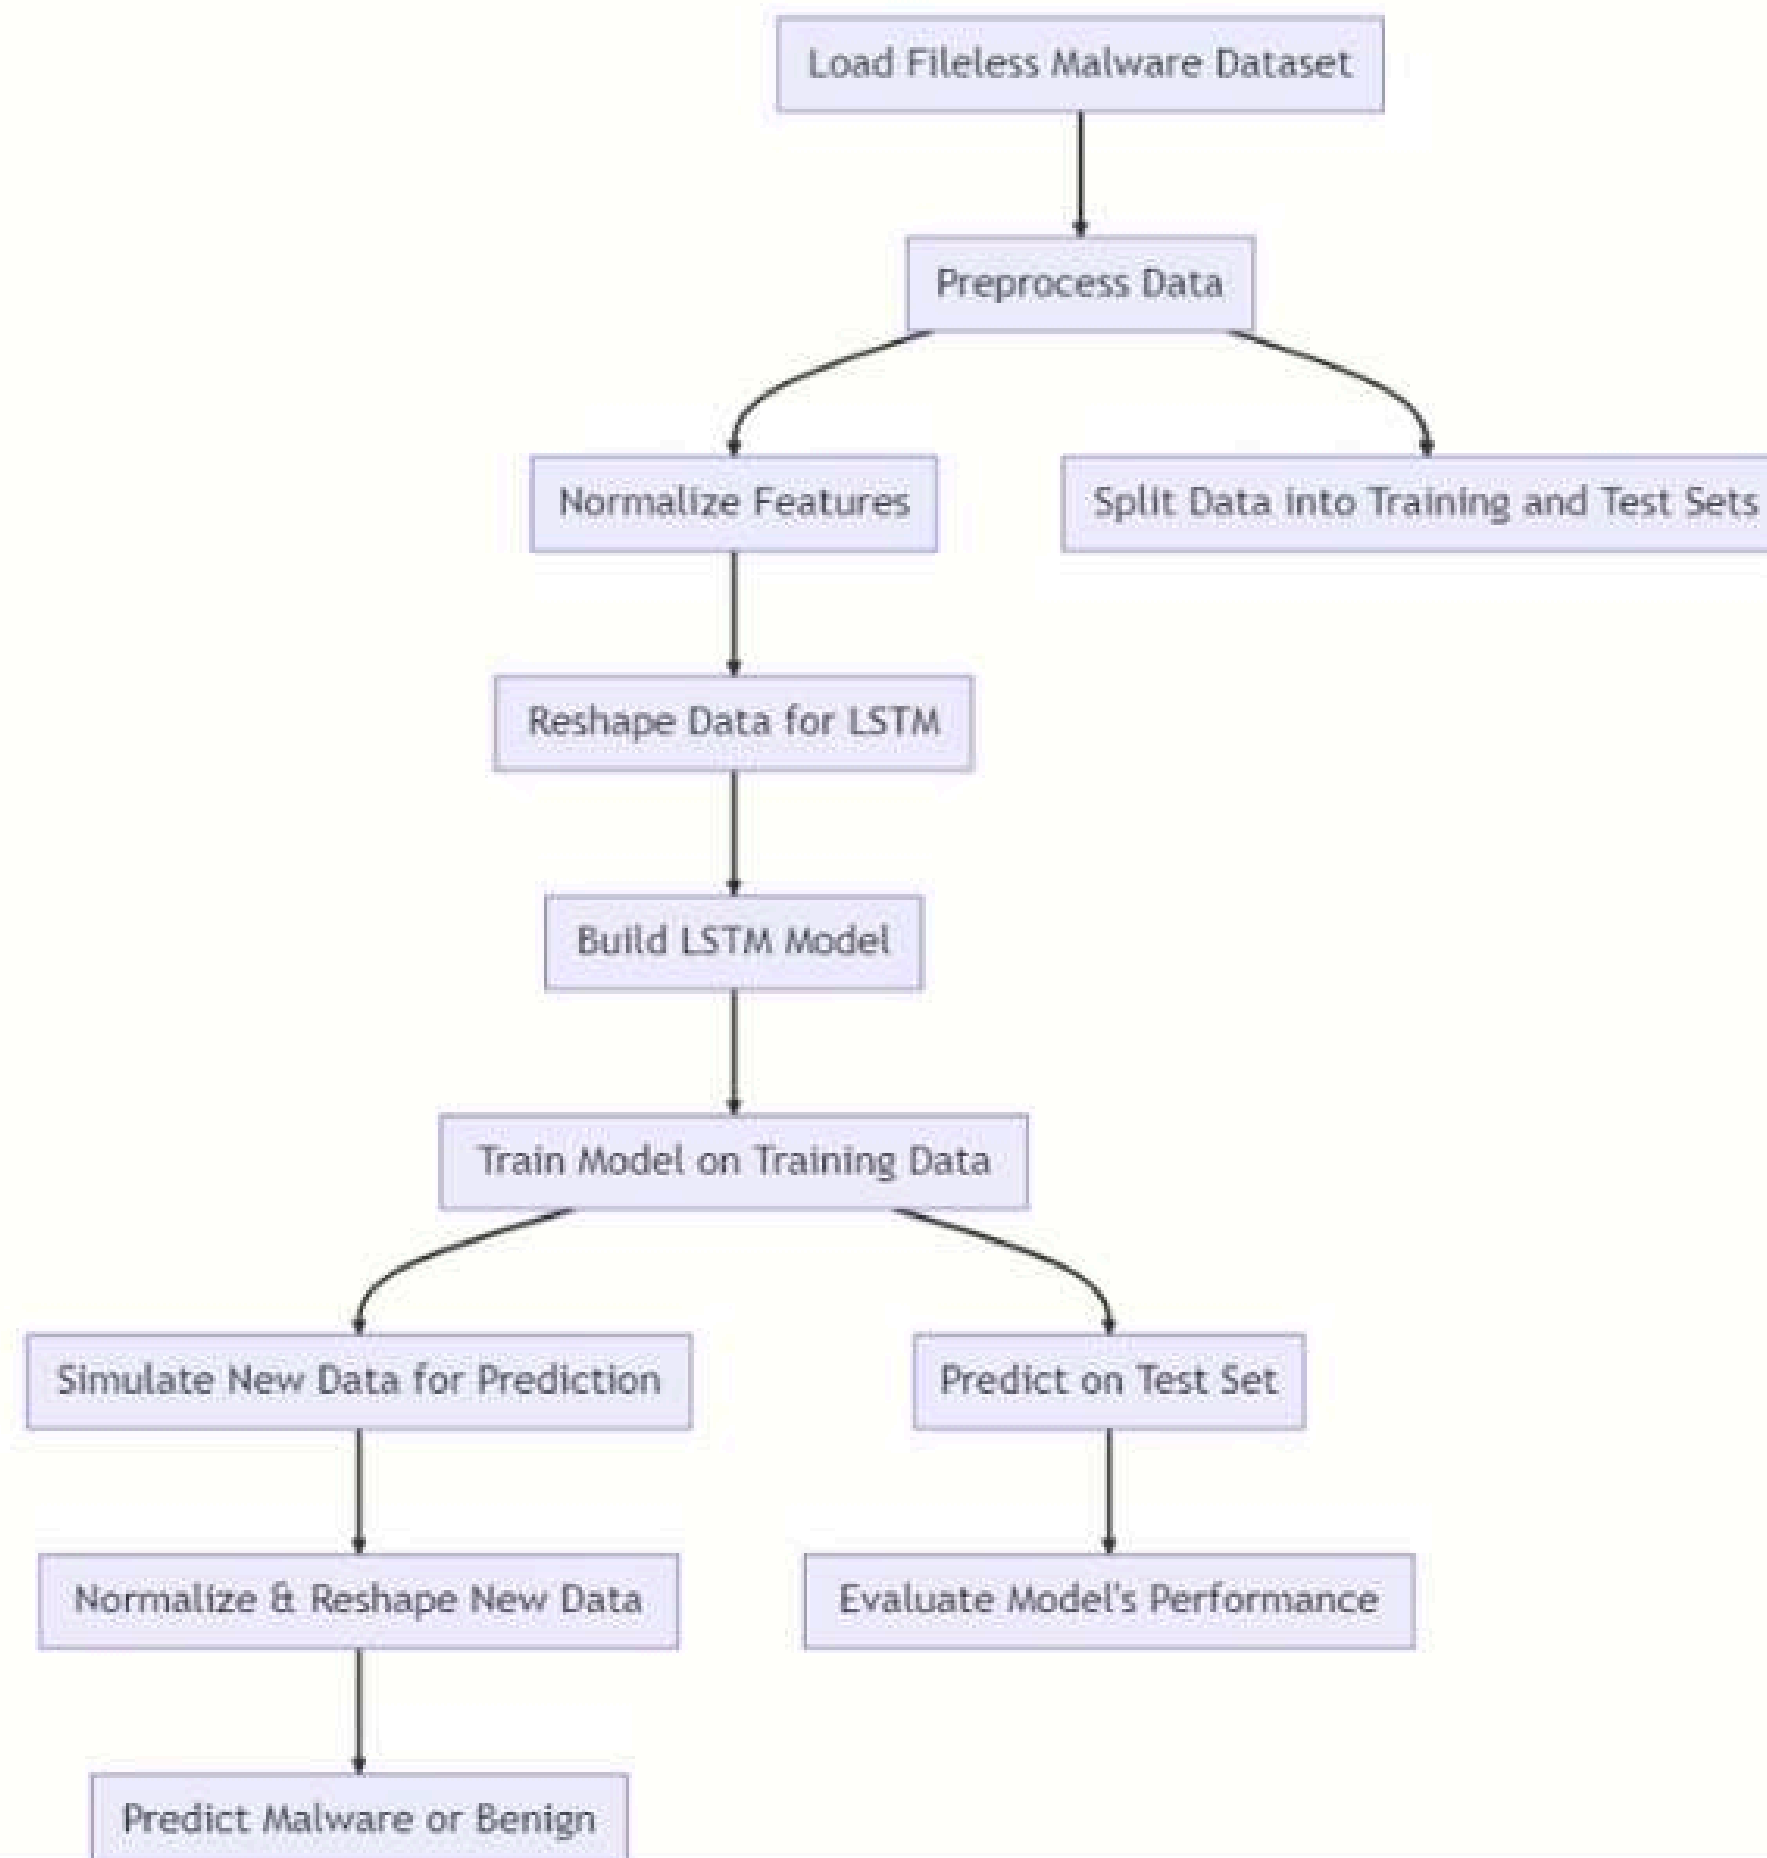 Load Fileless Malware Dataset
Preprocess Data
Normalize Features
Split Data into Training and Test Sets
Reshape Data for LSTM
Build LSTM Model
Train Model on Training Data
Simulate New Data for Prediction
Predict on Test Set
Normalize & Reshape New Data
Evaluate Model's Performance
Predict Malware or Benign